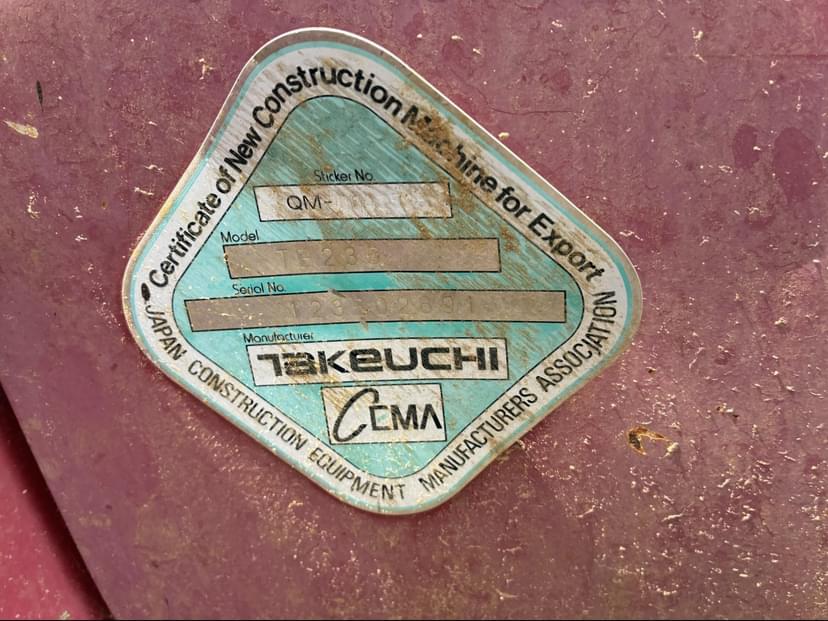 Certificate of New Construction Machine for Export
Sticker No.
QM-
Model
Serial No.
Manufacturer
TAKEUCHI
CEMA
JAPAN CONSTRUCTION EQUIPMENT MANUFACTURERS ASSOCIATION